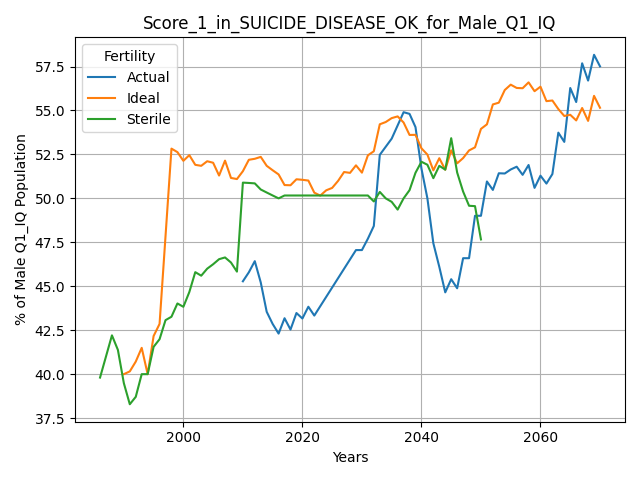 Score_1_in_SUICIDE_DISEASE_OK_for_Male_Q1_IQ
Fertility
Actual
Ideal
Sterile
% of Male Q1_IQ Population
57.5
55.0
52.5
50.0
47.5
45.0
42.5
40.0
37.5
2000 2020 2040 2060
Years